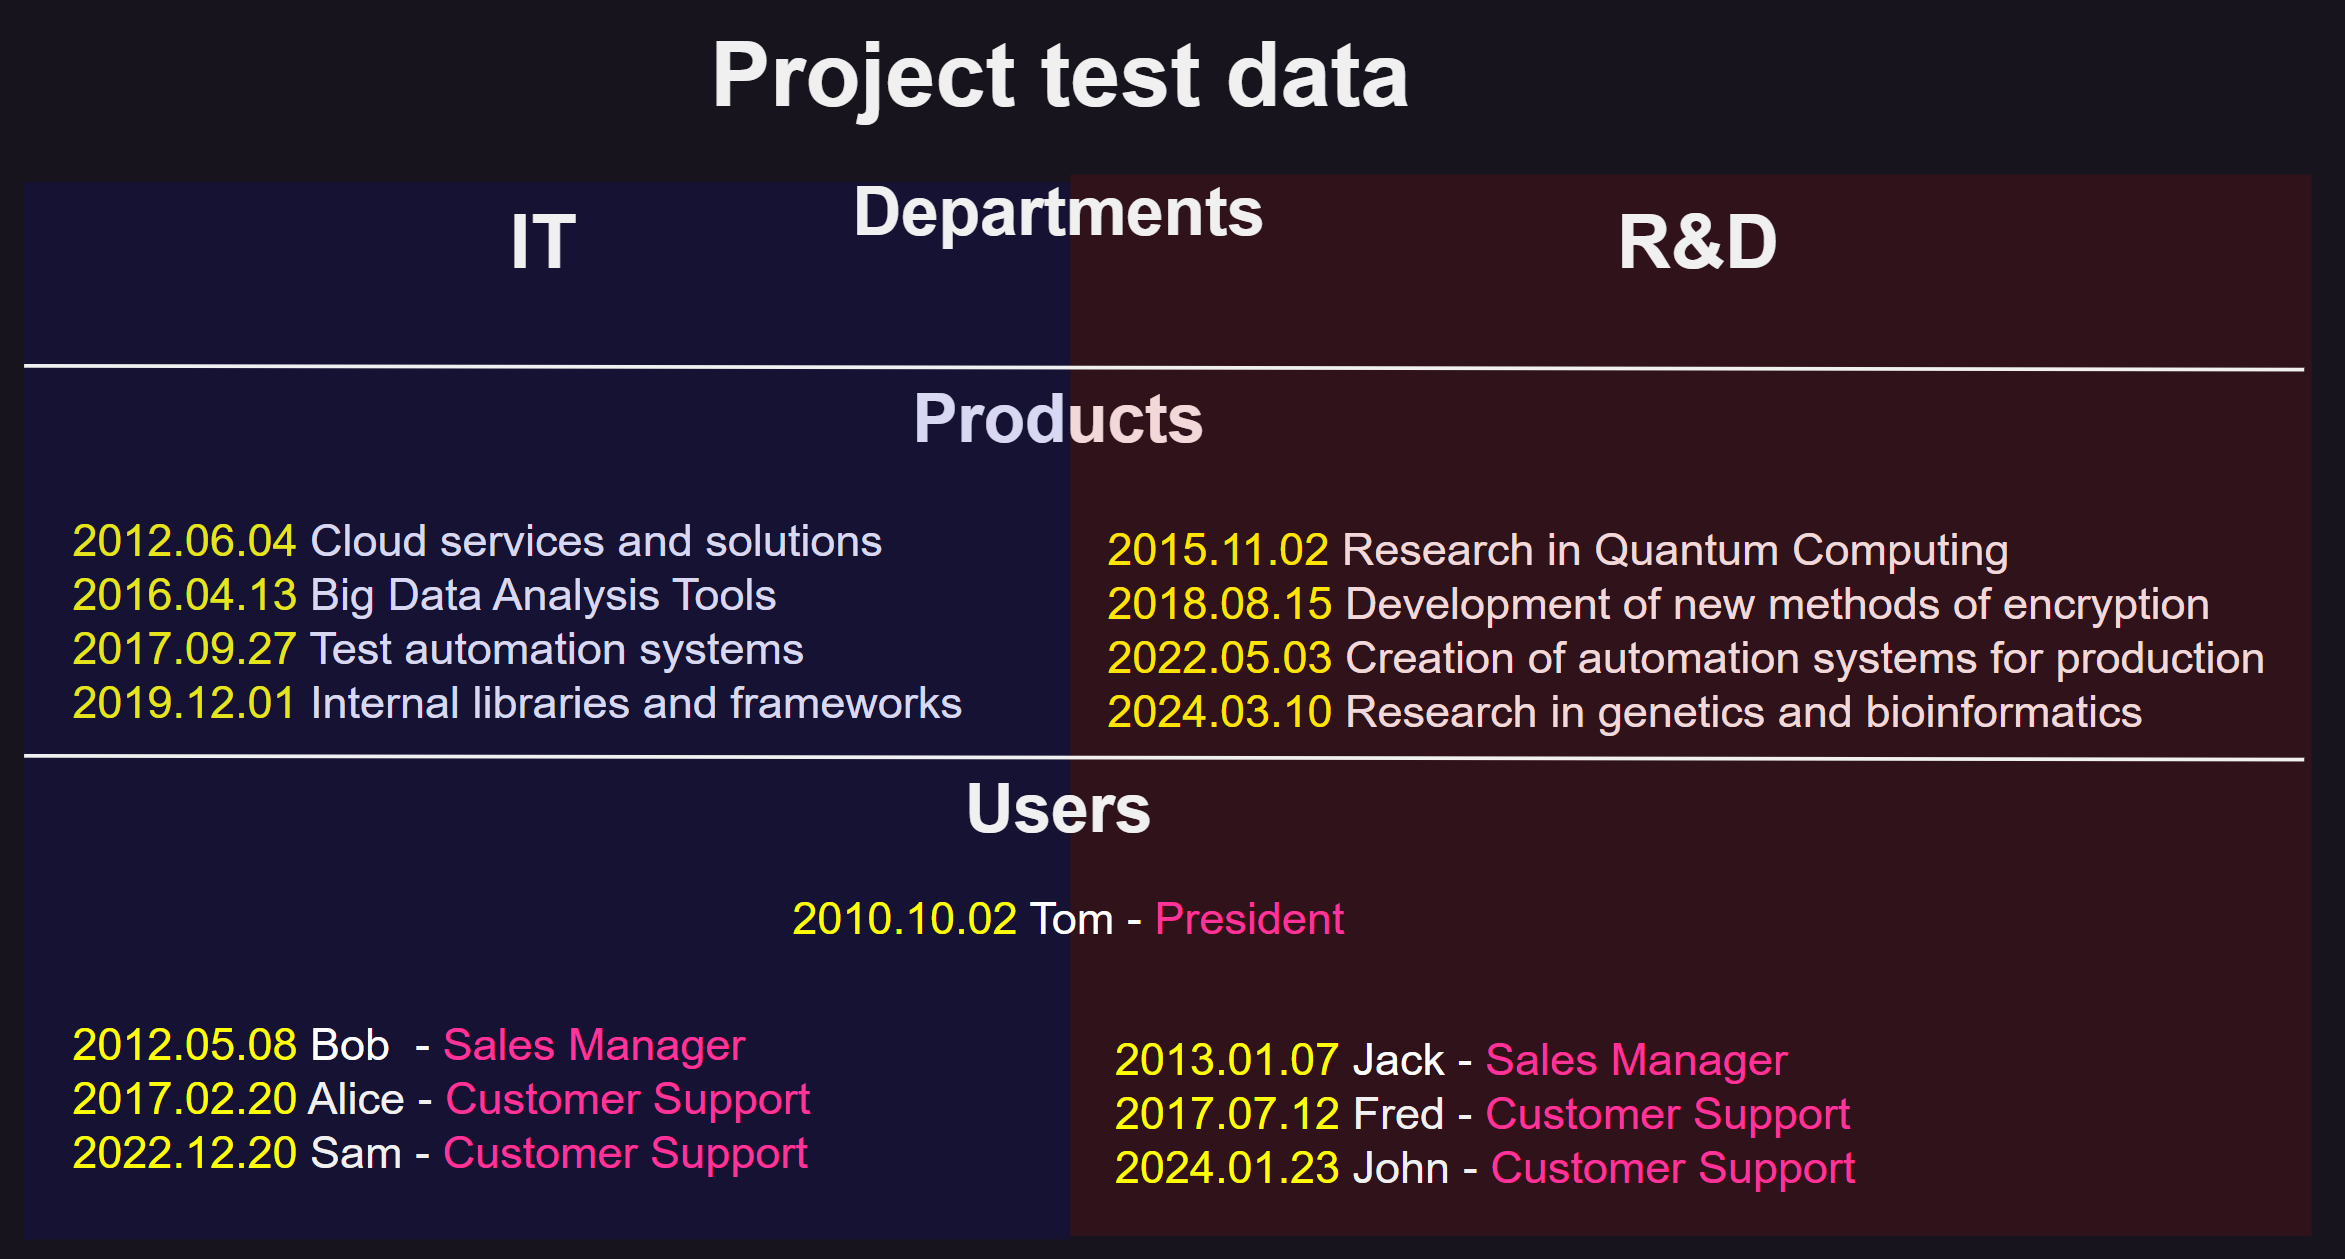 Project test data
Departments
IT
R&D
Products
2012.06.04 Cloud services and solutions
2016.04.13 Big Data Analysis Tools
2017.09.27 Test automation systems
2019.12.01 Internal libraries and frameworks
2015.11.02 Research in Quantum Computing
2018.08.15 Development of new methods of encryption
2022.05.03 Creation of automation systems for production
2024.03.10 Research in genetics and bioinformatics
Users
2010.10.02 Tom - President
2012.05.08 Bob - Sales Manager
2017.02.20 Alice - Customer Support
2022.12.20 Sam - Customer Support
2013.01.07 Jack - Sales Manager
2017.07.12 Fred - Customer Support
2024.01.23 John - Customer Support